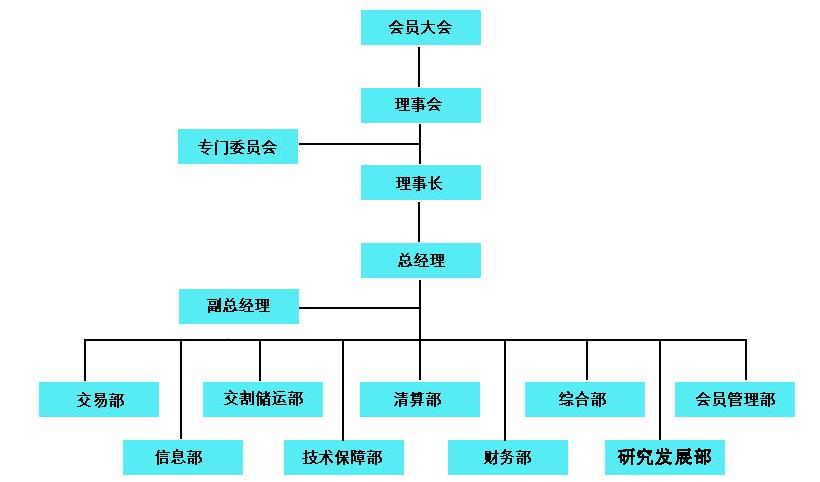 会员大会
理事会
专门委员会
理事长
总经理
副总经理
交易部
交割储运部
清算部
综合部
会员管理部
信息部
技术保障部
财务部
研究发展部